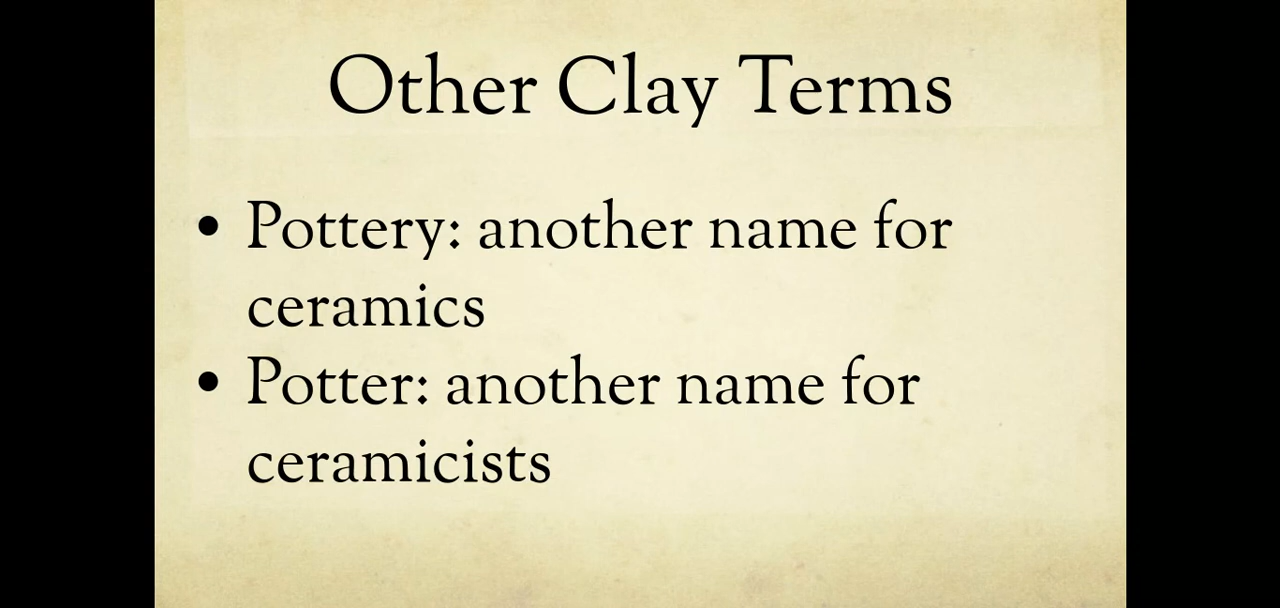 Other Clay Terms
• Pottery: another name for
ceramics
• Potter: another name for
ceramicists